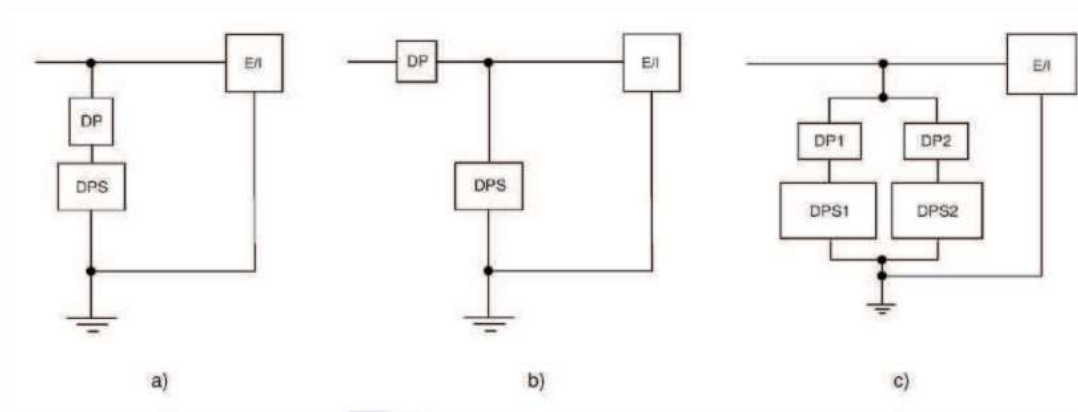 E/I
DP
DPS
a)
DP
E/I
DPS
b)
E/I
DP1 DP2
DPS1 DPS2
c)